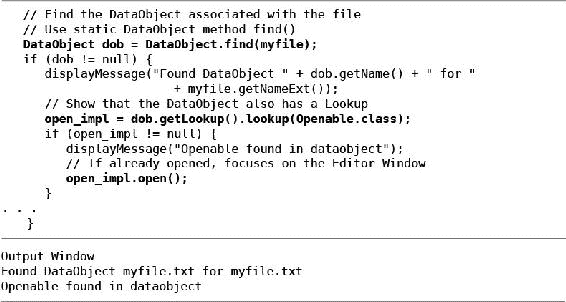 // Find the DataObject associated with the file
// Use static DataObject method find()
DataObject dob = DataObject.find(myfile);
if (dob != null) {
displayMessage("Found DataObject " + dob.getName() + " for "
+ myfile.getNameExt());
// Show that the DataObject also has a Lookup
open_impl = dob.getLookup().lookup(Openable.class);
if (open_impl != null) {
displayMessage("Openable found in dataobject");
// If already opened, focuses on the Editor Window
open_impl.open();
}
. . .
}
Output Window
Found DataObject myfile.txt for myfile.txt
Openable found in dataobject